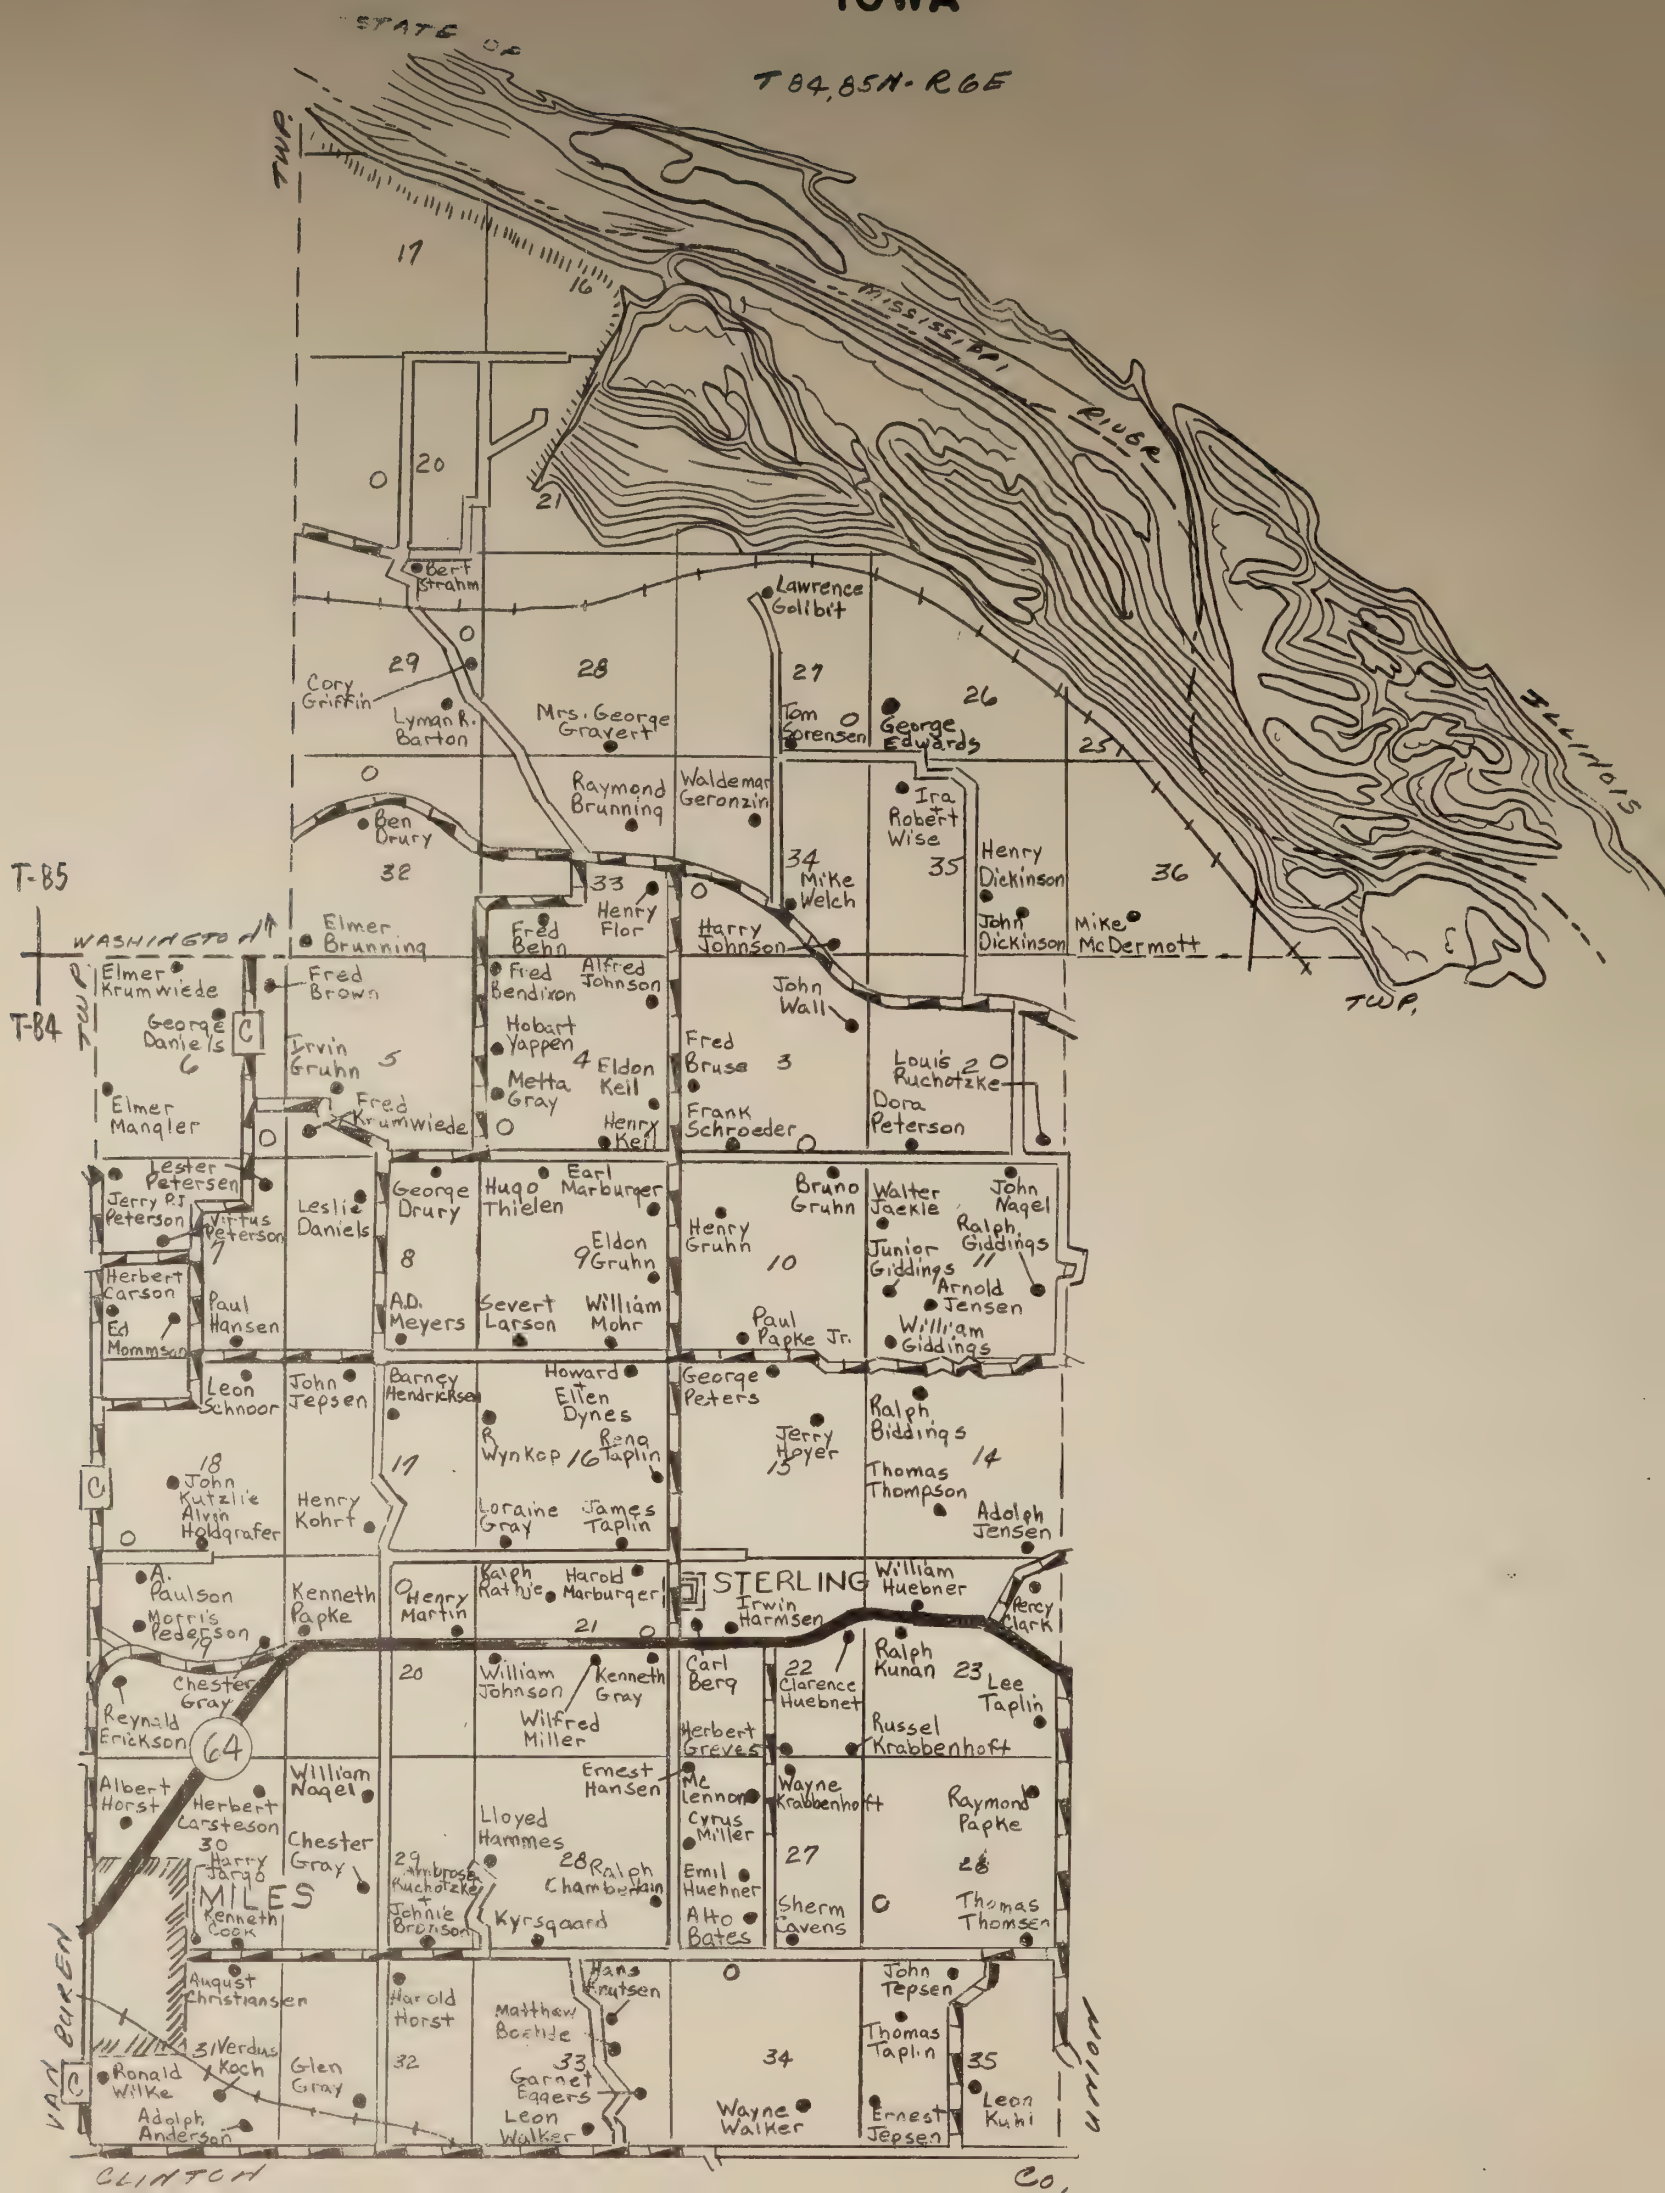 IOWA
STATE OF
T 84,85N - R 6E
TWP.
17
16
MISSISSIPPI
RIVER
20
21
Bert
Strahm
Lawrence
Golibit
29
28
27
26
Cory
Griffin
Lyman R.
Barton
Mrs. George
Gravert
Tom
Sorensen
George
Edwards
25
ILLINOIS
Raymond
Brunning
Waldemar
Geronzin
Ira
+
Robert
Wise
Ben
Drury
32
33
34
35
36
Henry
Dickinson
Mike
Welch
T-85
Henry
Flor
Elmer
Brunning
Fred
Behn
Harry
Johnson
John
Dickinson
Mike
McDermott
WASHINGTON
TWP.
T-84
TWP.
Elmer
Krumwiede
Fred
Brown
Fred
Bendixon
Alfred
Johnson
John
Wall
George
Daniels
C
6
Irvin
Gruhn
5
Hobart
Yappen
4
Eldon
Keil
Fred
Bruse
3
Louis
Ruchotzke
2
Elmer
Mangler
Fred
Krumwiede
Metta
Gray
Henry
Keil
Frank
Schroeder
Dora
Peterson
Lester
Petersen
Jerry P.J
Peterson
Virtus
Peterson
7
Leslie
Daniels
George
Drury
Hugo
Thielen
Earl
Marburger
Bruno
Gruhn
Walter
Jaekle
John
Nagel
Henry
Gruhn
Ralph
Giddings
8
9
Eldon
Gruhn
10
Junior
Giddings
11
Herbert
Carson
Arnold
Jensen
Ed
Mommsen
Paul
Hansen
A.D.
Meyers
Severt
Larson
William
Mohr
Paul
Papke Jr.
William
Giddings
Leon
Schnoor
John
Jepsen
Barney
Hendricksen
Howard
+
Ellen
Dynes
George
Peters
R
Wynkop
16
Rena
Taplin
Jerry
Hoyer
15
Ralph
Biddings
C
18
John
Kutzlie
Alvin
Holdgrafer
Henry
Kohrt
17
Loraine
Gray
James
Taplin
Thomas
Thompson
14
Adolph
Jensen
A.
Paulson
Kenneth
Papke
Henry
Martin
Ralph
Rathje
Harold
Marburger
STERLING
Irwin
Harmsen
William
Huebner
Percy
Clark
Morris
Pederson
19
21
Chester
Gray
20
William
Johnson
Kenneth
Gray
Carl
Berg
22
Clarence
Huebnet
Ralph
Kunan
23
Lee
Taplin
Reynald
Erickson
64
Wilfred
Miller
Herbert
Greves
Russel
Krabbenhoft
Albert
Horst
Herbert
Carsteson
William
Nagel
Ernest
Hansen
Mc
Lennon
Wayne
Krabbenhoft
Raymond
Papke
30
Harry
Jargo
Chester
Gray
Lloyed
Hammes
Cyrus
Miller
29
Ambrose
Ruchotzke
+
Johnie
Bronson
28
Ralph
Chamberlain
Emil
Huehner
27
26
MILES
Kenneth
Cook
Kyrsgaard
Alto
Bates
Sherm
Cavens
Thomas
Thomsen
VAN BUREN
August
Christiansen
Harold
Horst
Hans
Knutsen
Matthew
John
Tepsen
31
Verdus
Koch
Glen
Gray
32
33
Garnet
Eggers
34
Thomas
Taplin
35
C
Ronald
Wilke
Adolph
Anderson
Leon
Walker
Wayne
Walker
Ernest
Jepsen
Leon
Kuhi
UNION
CLINTON
CO.